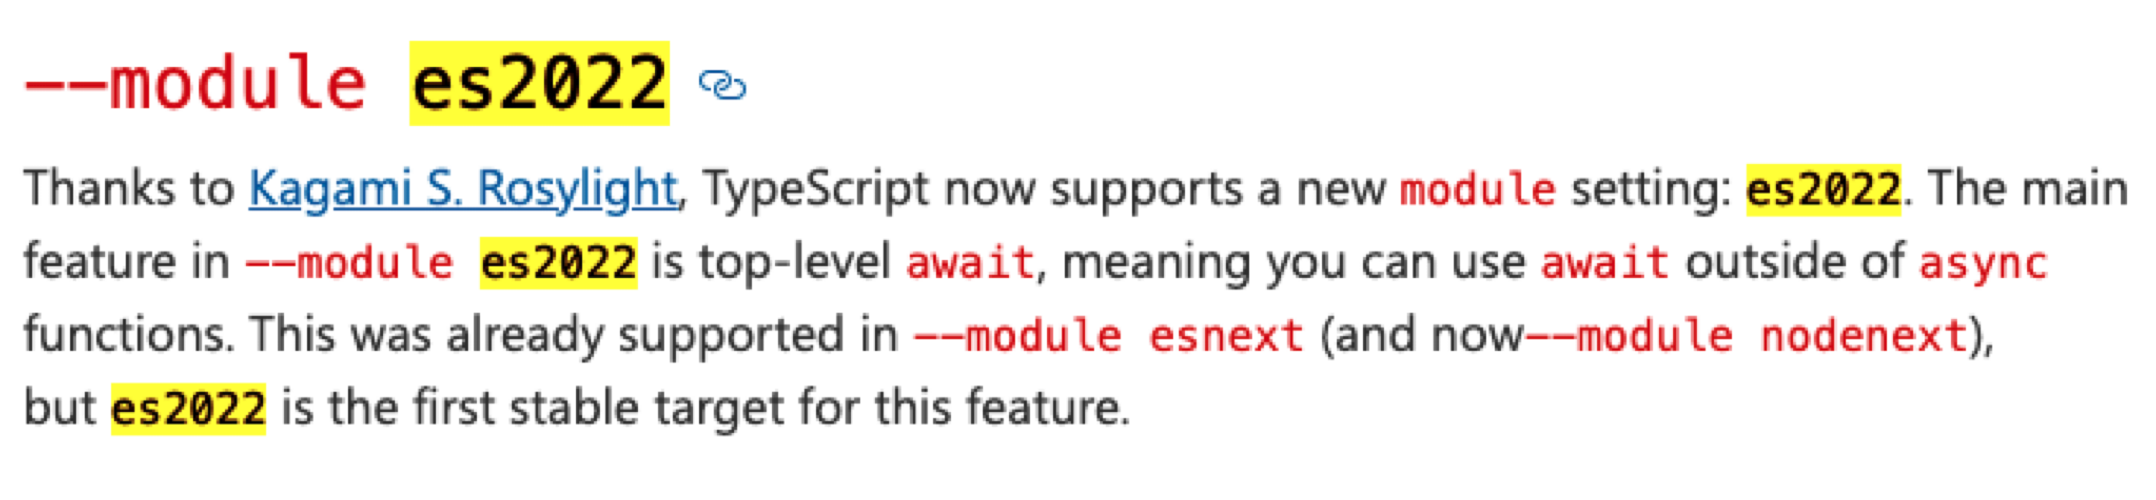 --module es2022
Thanks to Kagami S. Rosylight, TypeScript now supports a new module setting: es2022. The main
feature in --module es2022 is top-level await, meaning you can use await outside of async
functions. This was already supported in --module esnext (and now--module nodenext),
but es2022 is the first stable target for this feature.